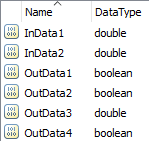 Name DataType
InData1 double
InData2 double
OutData1 boolean
OutData2 boolean
OutData3 double
OutData4 boolean